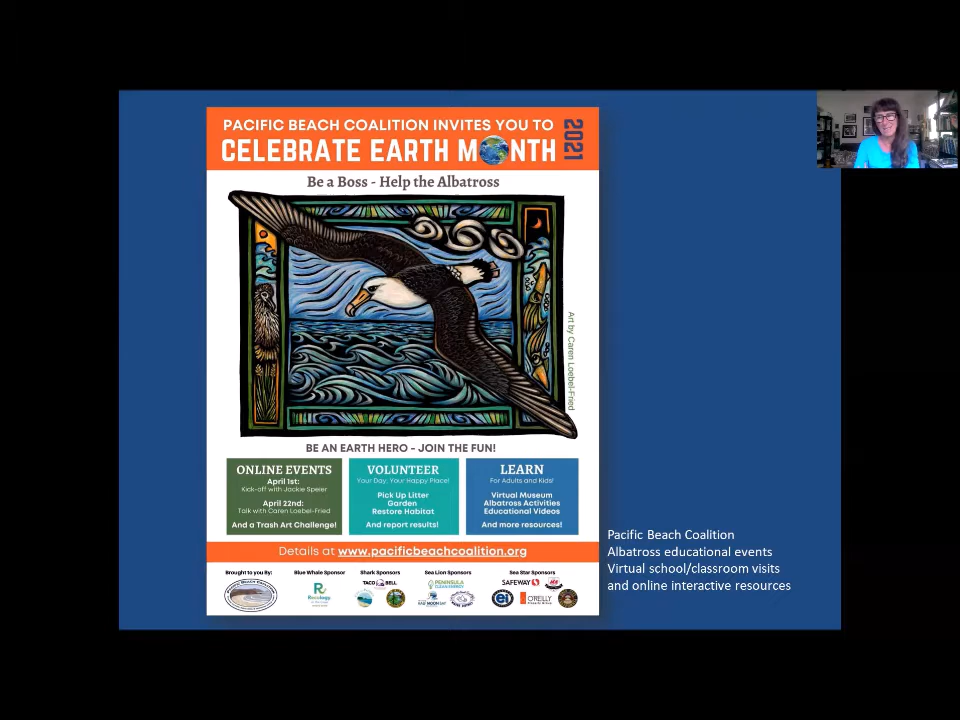 PACIFIC BEACH COALITION INVITES YOU TO
CELEBRATE EARTH MONTH
2021
Be a Boss - Help the Albatross
Art by Caren Loebel-Fried
BE AN EARTH HERO - JOIN THE FUN!
ONLINE EVENTS
April 1st:
Kick-off with Jackie Speier
April 22nd:
Talk with Caren Loebel-Fried
And a Trash Art Challenge!
VOLUNTEER
Your Day, Your Happy Place!
Pick Up Litter
Garden
Restore Habitat
And report results!
LEARN
For Adults and Kids!
Virtual Museum
Albatross Activities
Educational Videos
And more resources!
Details at www.pacificbeachcoalition.org
Brought to you By:
Blue Whale Sponsor
Recology
Shark Sponsors
TACO BELL
Sea Lion Sponsors
PENINSULA
CLEAN ENERGY
Sea Star Sponsors
SAFEWAY
O'REILLY
Pacific Beach Coalition
Albatross educational events
Virtual school/classroom visits
and online interactive resources